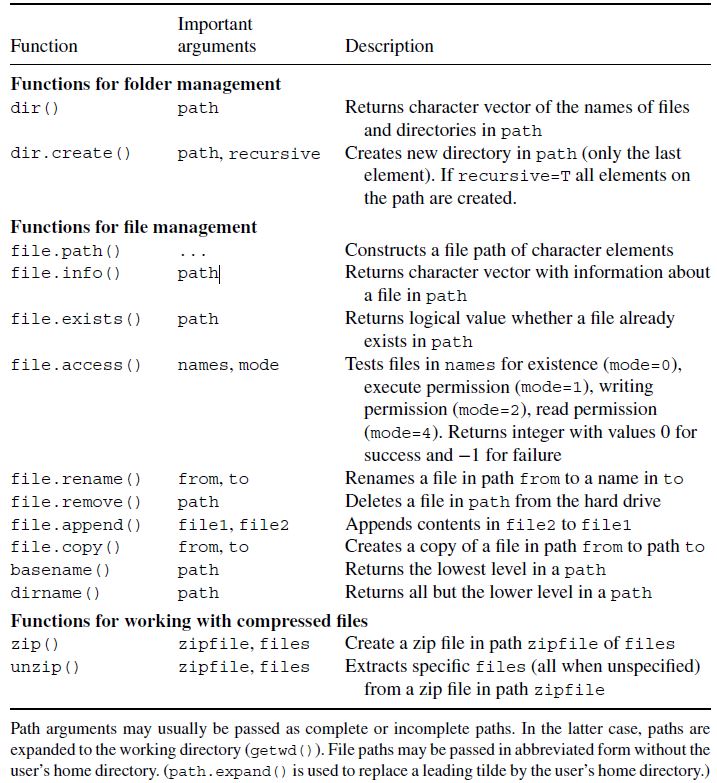 Important
Function arguments Description
Functions for folder management
dir() path Returns character vector of the names of files
and directories in path
dir.create() path, recursive Creates new directory in path (only the last
element). If recursive=T all elements on
the path are created.
Functions for file management
file.path() ... Constructs a file path of character elements
file.info() path Returns character vector with information about
a file in path
file.exists() path Returns logical value whether a file already
exists in path
file.access() names, mode Tests files in names for existence (mode=0),
execute permission (mode=1), writing
permission (mode=2), read permission
(mode=4). Returns integer with values 0 for
success and −1 for failure
file.rename() from, to Renames a file in path from to a name in to
file.remove() path Deletes a file in path from the hard drive
file.append() file1, file2 Appends contents in file2 to file1
file.copy() from, to Creates a copy of a file in path from to path to
basename() path Returns the lowest level in a path
dirname() path Returns all but the lower level in a path
Functions for working with compressed files
zip() zipfile, files Create a zip file in path zipfile of files
unzip() zipfile, files Extracts specific files (all when unspecified)
from a zip file in path zipfile
Path arguments may usually be passed as complete or incomplete paths. In the latter case, paths are
expanded to the working directory (getwd()). File paths may be passed in abbreviated form without the
user's home directory. (path.expand() is used to replace a leading tilde by the user's home directory.)